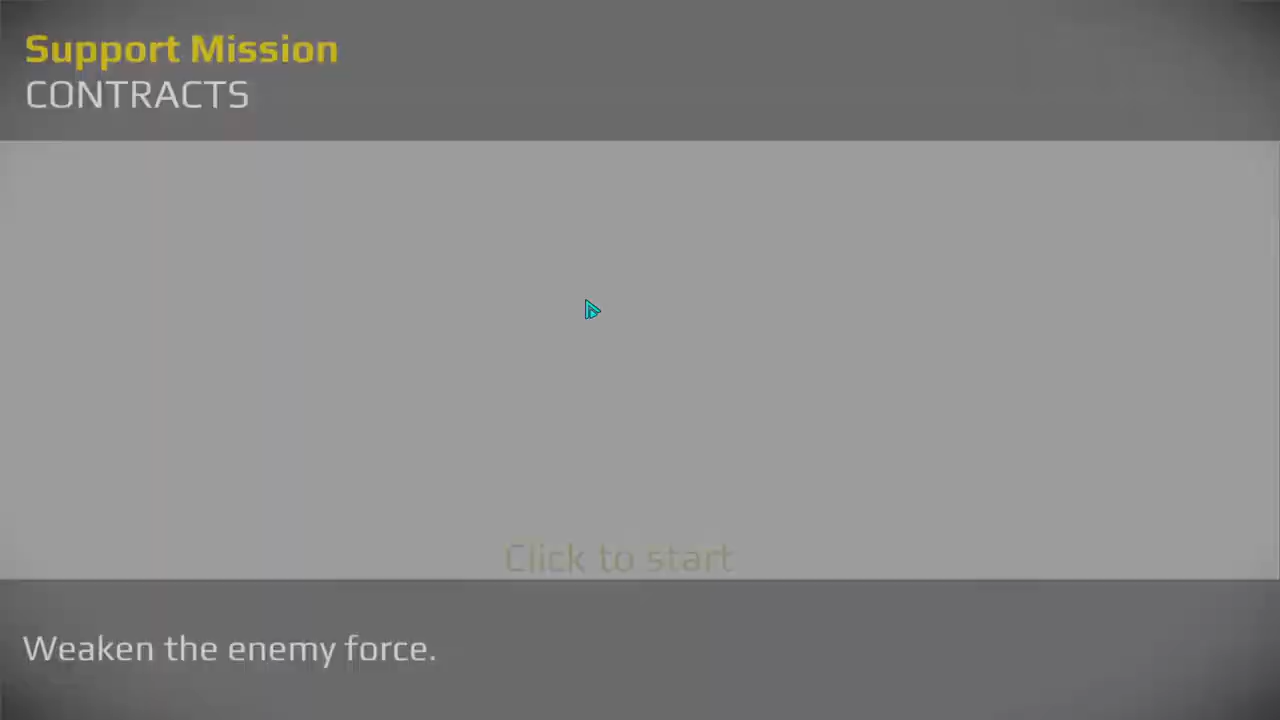 Support Mission
CONTRACTS
Click to start
Weaken the enemy force.